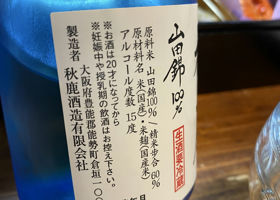 山田錦100%
原料米 山田錦100%/精米歩合60%
原材料名 米(国産)・米麹(国産米)
アルコール度数 15度
※お酒は20才になってから
※妊娠中や授乳期の飲酒はお控え下さい。
製造者 大阪府豊能郡能勢町倉垣10
秋鹿酒造有限会社
生酒要冷蔵